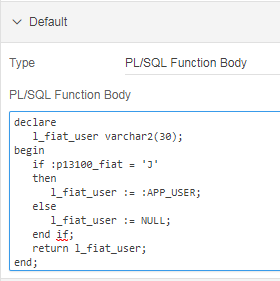 Default
Type PL/SQL Function Body
PL/SQL Function Body
declare
l_fiat_user varchar2(30);
begin
if :p13100_fiat = 'J'
then
l_fiat_user := :APP_USER;
else
l_fiat_user := NULL;
end if;
return l_fiat_user;
end;